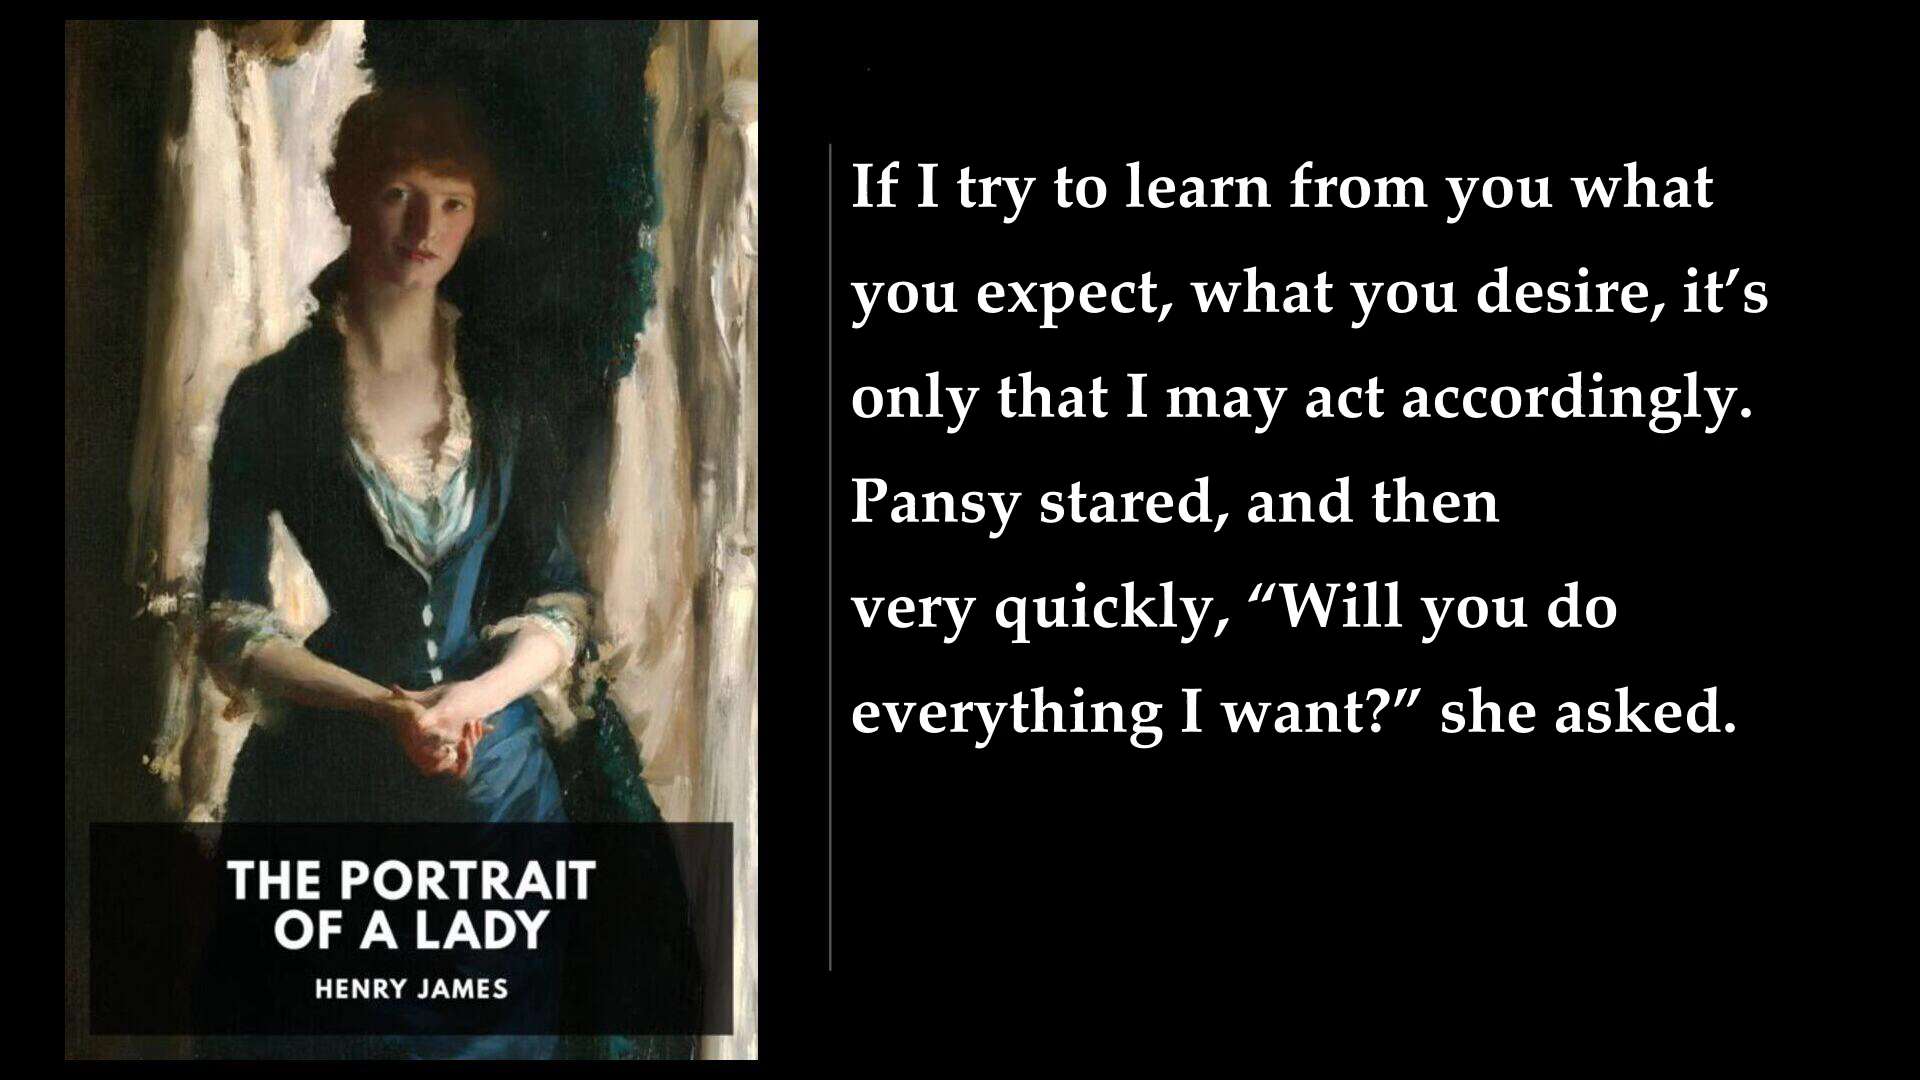 If I try to learn from you what
you expect, what you desire, it’s
only that I may act accordingly.
Pansy stared, and then
very quickly, “Will you do
everything I want?” she asked.
THE PORTRAIT
OF A LADY
HENRY JAMES